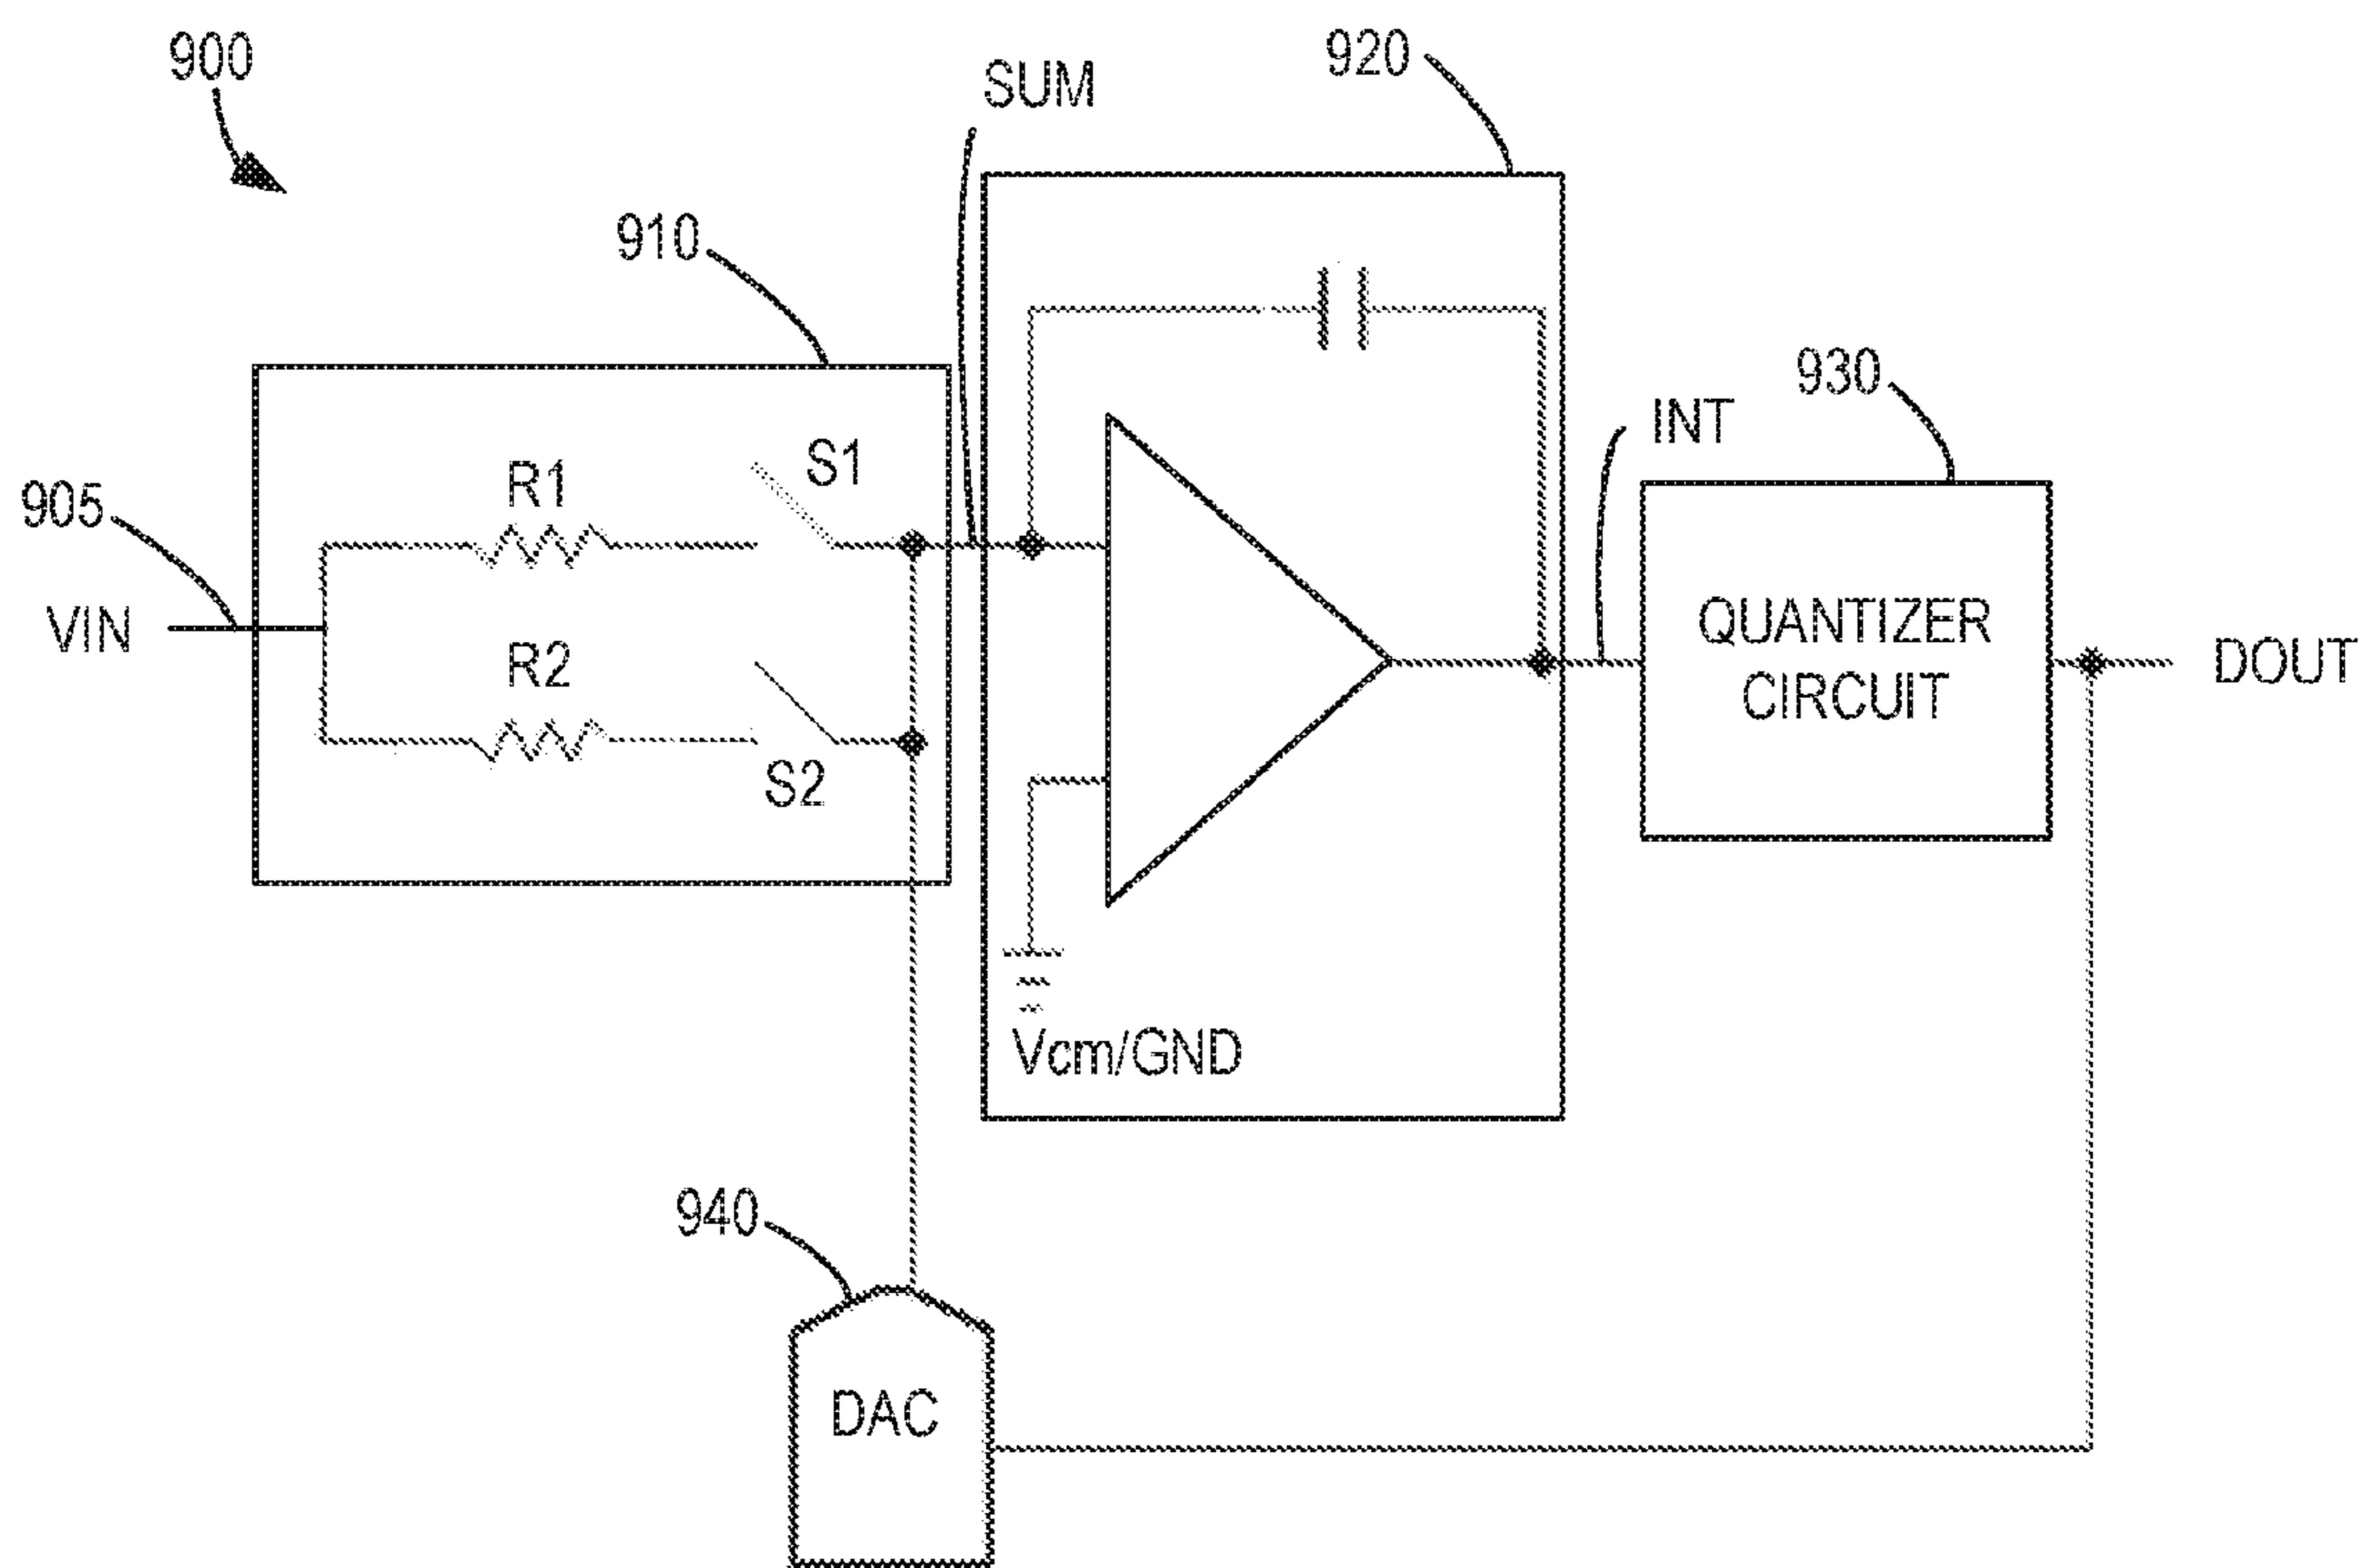 900
SUM
920
910
930
INT
905
R1
S1
VIN
R2
S2
QUANTIZER
CIRCUIT
DOUT
Vcm/GND
940
DAC